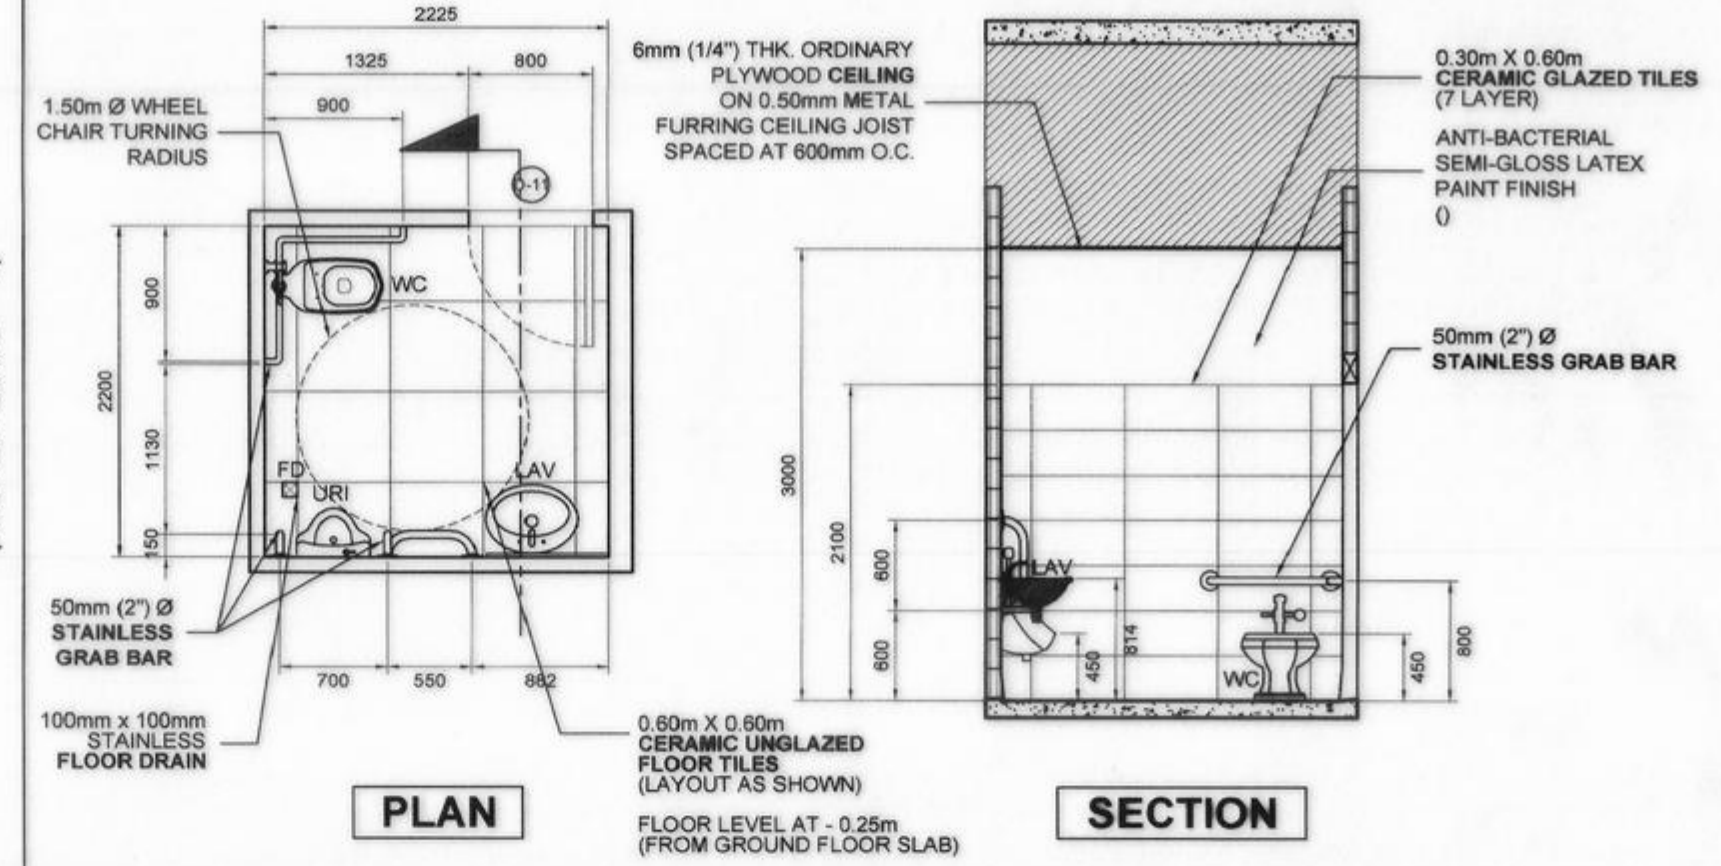 2225
1325
800
900
1.50m Ø WHEEL
CHAIR TURNING
RADIUS
D-11
WC
900
2200
1130
150
FD
URI
LAV
50mm (2") Ø
STAINLESS
GRAB BAR
700
550
882
100mm x 100mm
STAINLESS
FLOOR DRAIN
0.60m X 0.60m
CERAMIC UNGLAZED
FLOOR TILES
(LAYOUT AS SHOWN)
FLOOR LEVEL AT - 0.25m
(FROM GROUND FLOOR SLAB)
PLAN
6mm (1/4") THK. ORDINARY
PLYWOOD CEILING
ON 0.50mm METAL
FURRING CEILING JOIST
SPACED AT 600mm O.C.
0.30m X 0.60m
CERAMIC GLAZED TILES
(7 LAYER)
ANTI-BACTERIAL
SEMI-GLOSS LATEX
PAINT FINISH
()
50mm (2") Ø
STAINLESS GRAB BAR
3000
2100
600
600
LAV
450
814
WC
450
800
SECTION